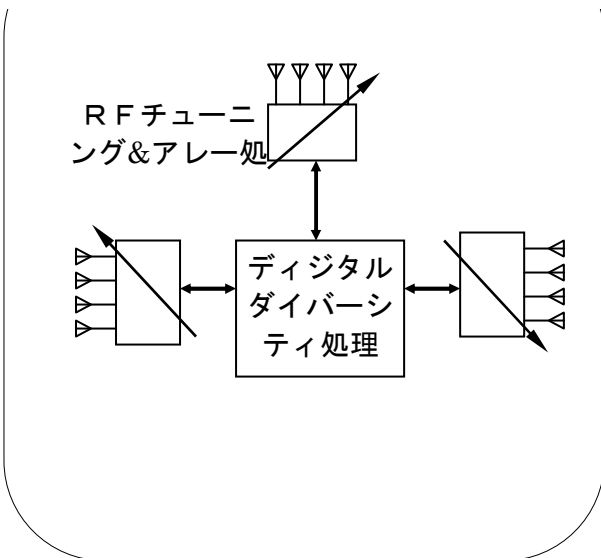 ＲＦチューニ
ング&アレー処
ディジタル
ダイバーシ
ティ処理